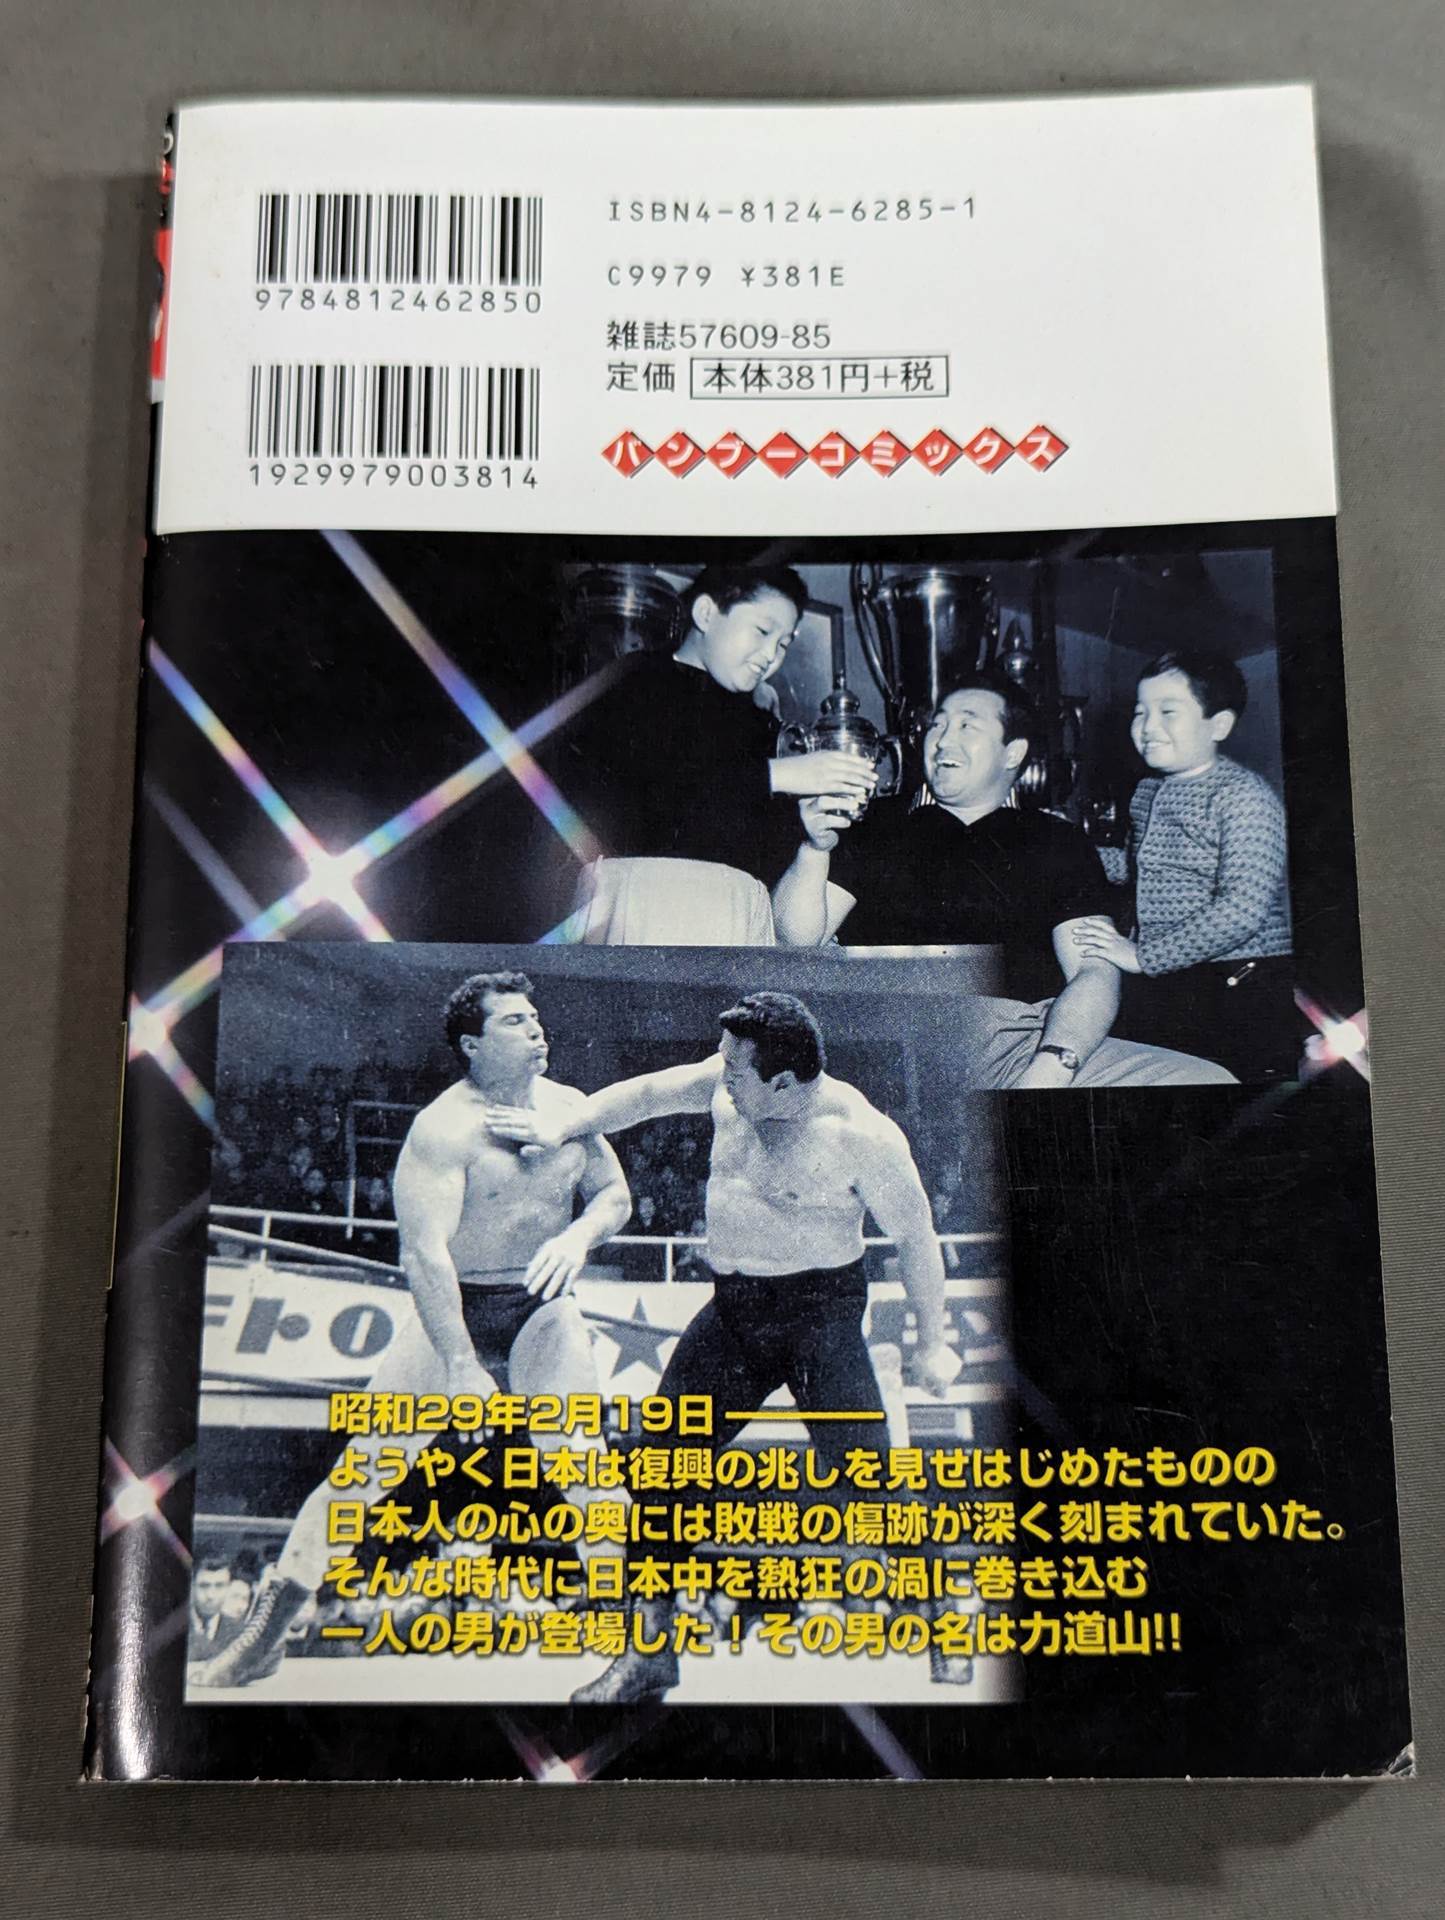 ISBN4-8124-6285-1
C9979 ¥381E
9784812462850
雑誌57609-85
定価 本体381円+税
バンブーコミックス
1929979003814
昭和29年2月19日―――
ようやく日本は復興の兆しを見せはじめたものの
日本人の心の奥には敗戦の傷跡が深く刻まれていた。
そんな時代に日本中を熱狂の渦に巻き込む
一人の男が登場した！その男の名は力道山!!